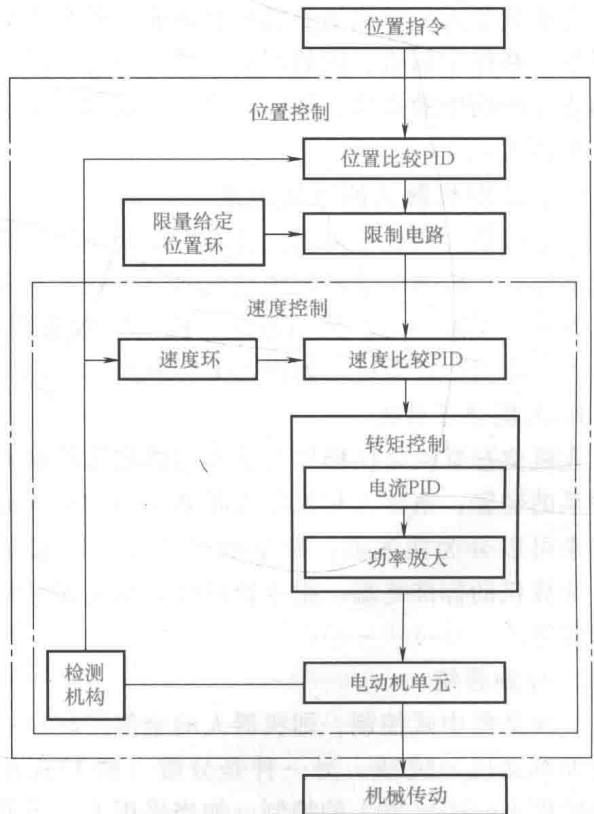 位置指令
位置控制
位置比较PID
限量给定
位置环
限制电路
速度控制
速度环
速度比较PID
转矩控制
电流PID
功率放大
检测
机构
电动机单元
机械传动